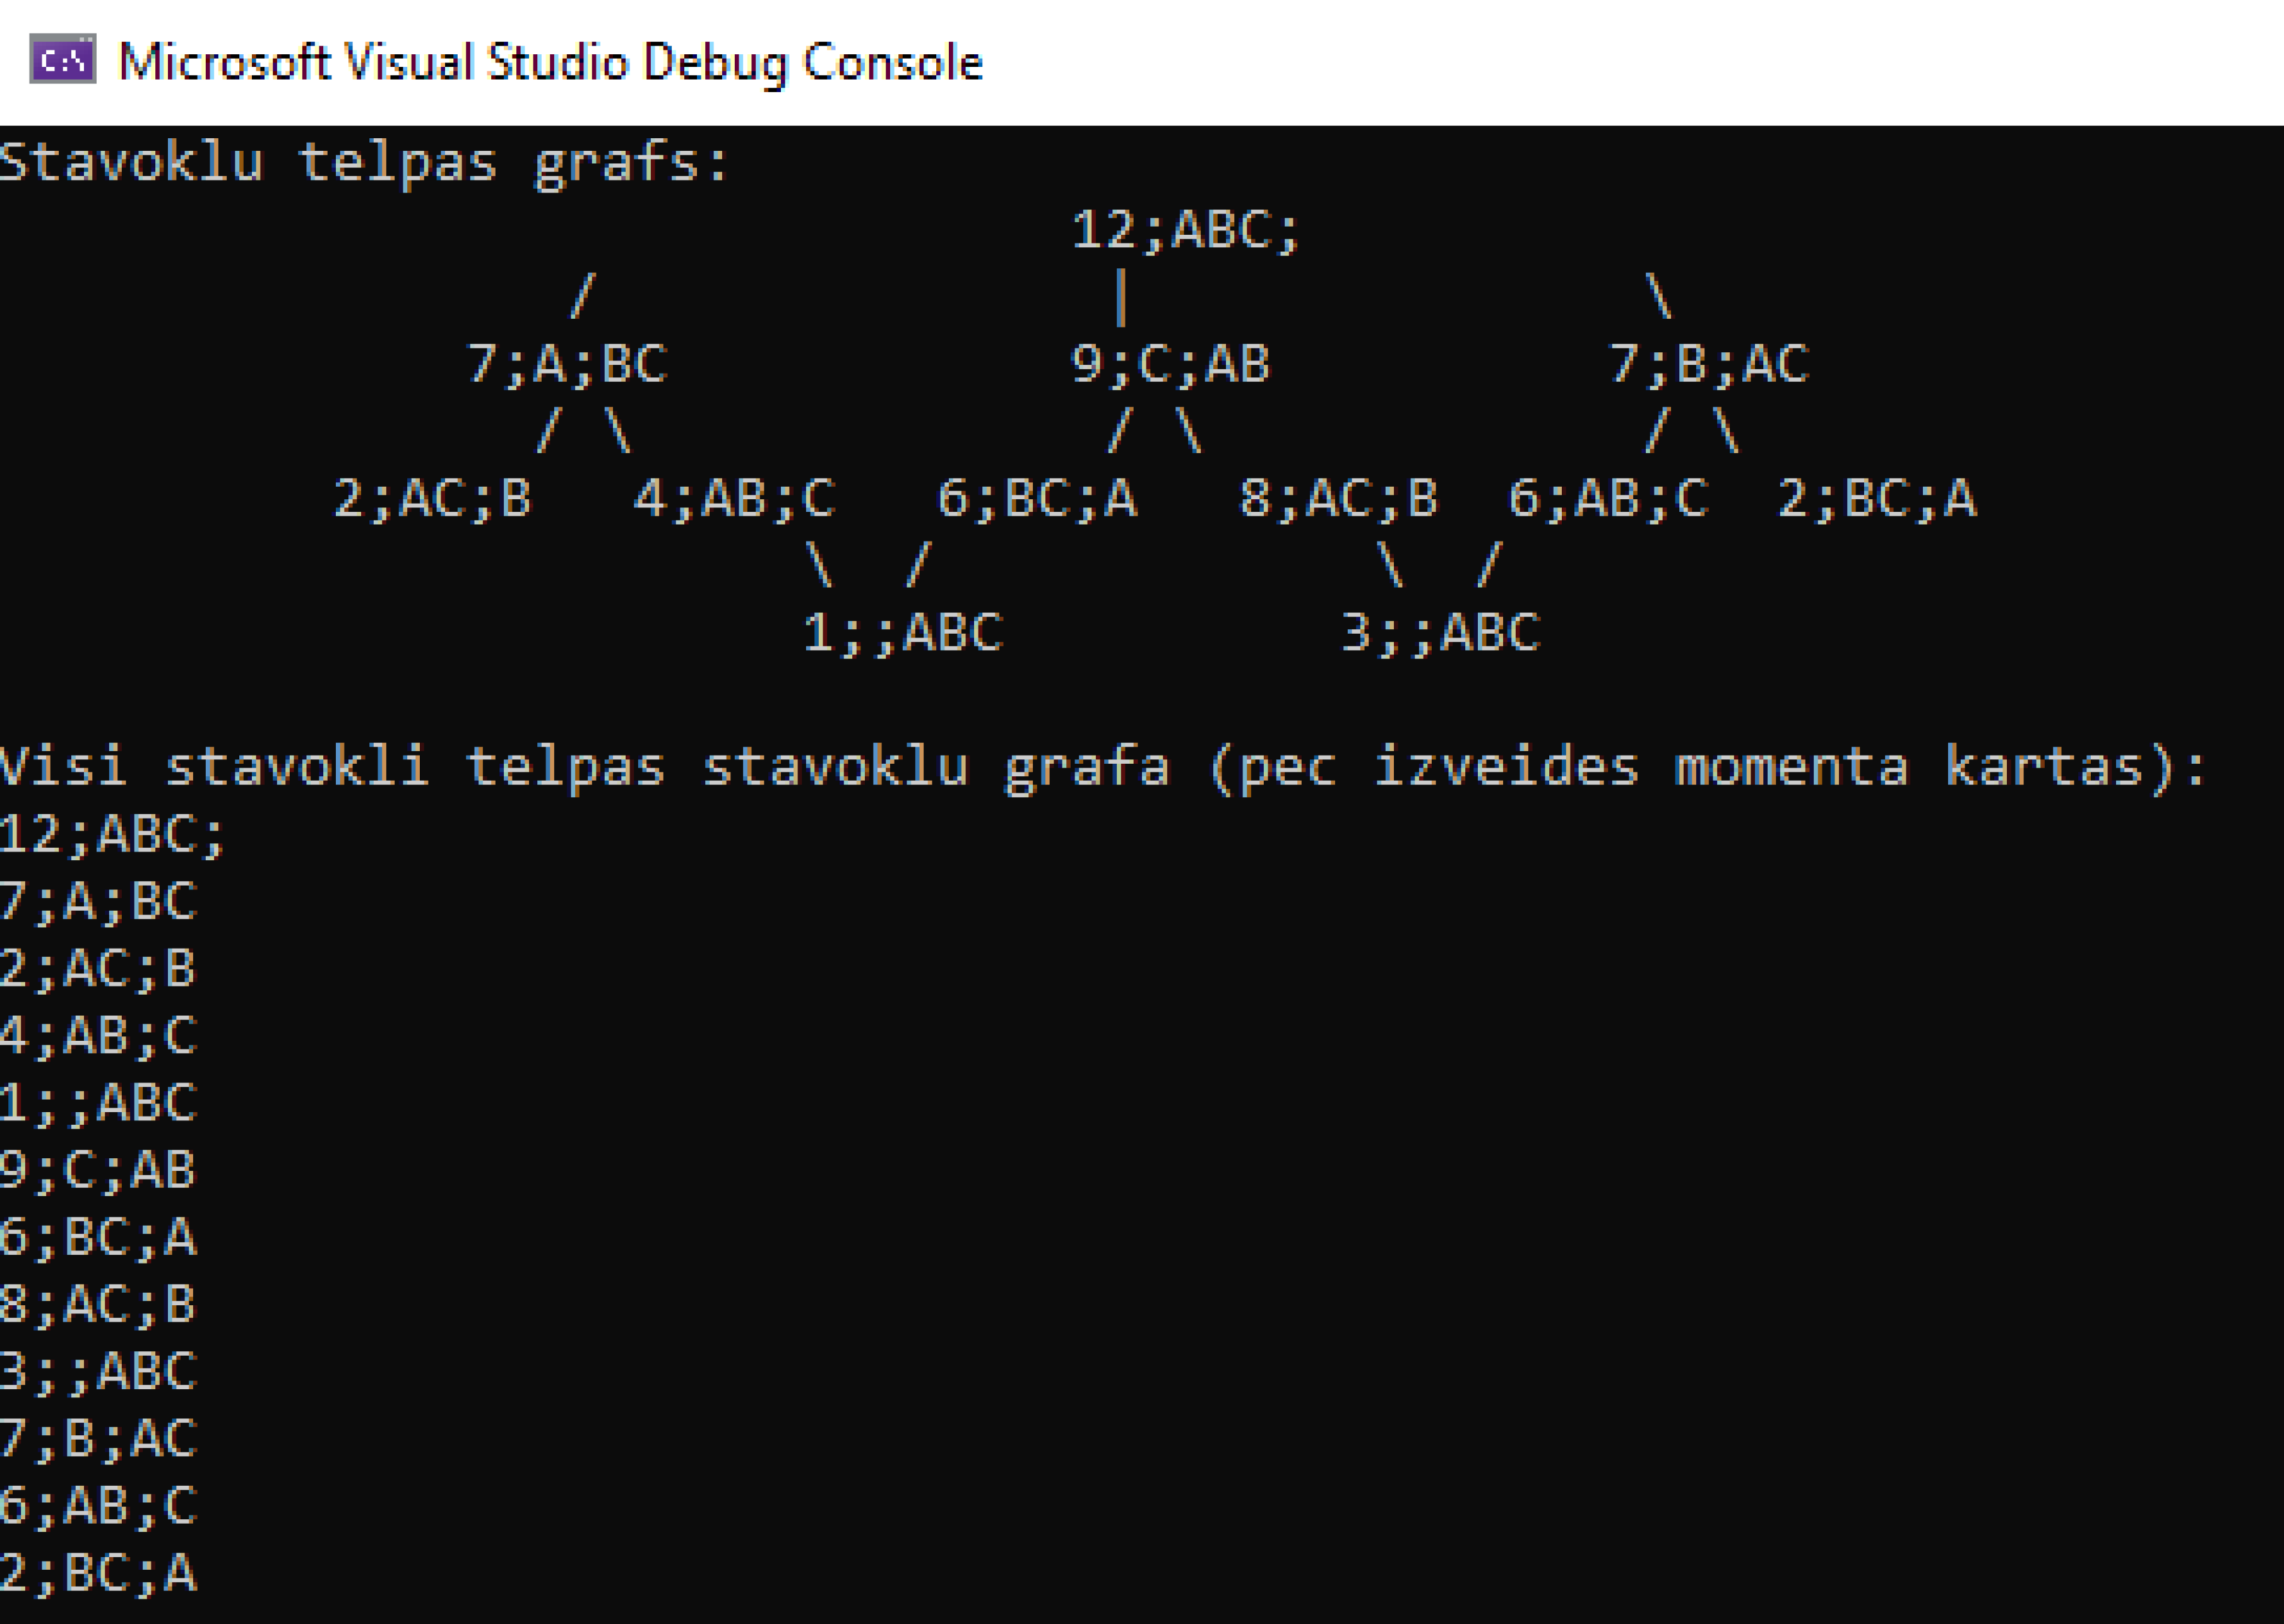 C:\ Microsoft Visual Studio Debug Console
Stavoklu telpas grafs:
12;ABC;
/ | \
7;A;BC 9;C;AB 7;B;AC
/ \ / \ / \
2;AC;B 4;AB;C 6;BC;A 8;AC;B 6;AB;C 2;BC;A
\ / \ /
1;;ABC 3;;ABC
Visi stavokli telpas stavoklu grafa (pec izveides momenta kartas):
12;ABC;
7;A;BC
2;AC;B
4;AB;C
1;;ABC
9;C;AB
6;BC;A
8;AC;B
3;;ABC
7;B;AC
6;AB;C
2;BC;A